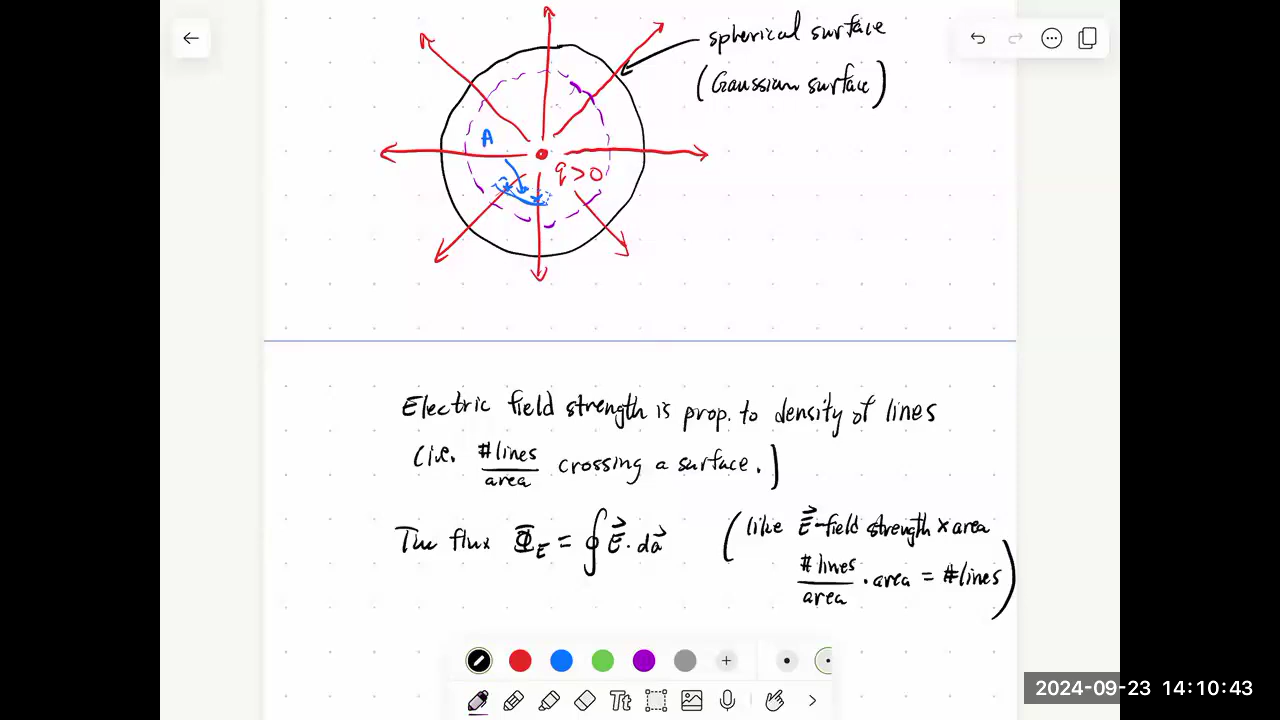 spherical surface
(Gaussian surface)
A
q>0
Electric field strength is prop. to density of lines
(i.e. #lines/area crossing a surface.)
The flux Φ_E = ∮ E⃗ · da⃗ (like E⃗-field strength × area
#lines/area · area = #lines)
Tt
2024-09-23 14:10:43